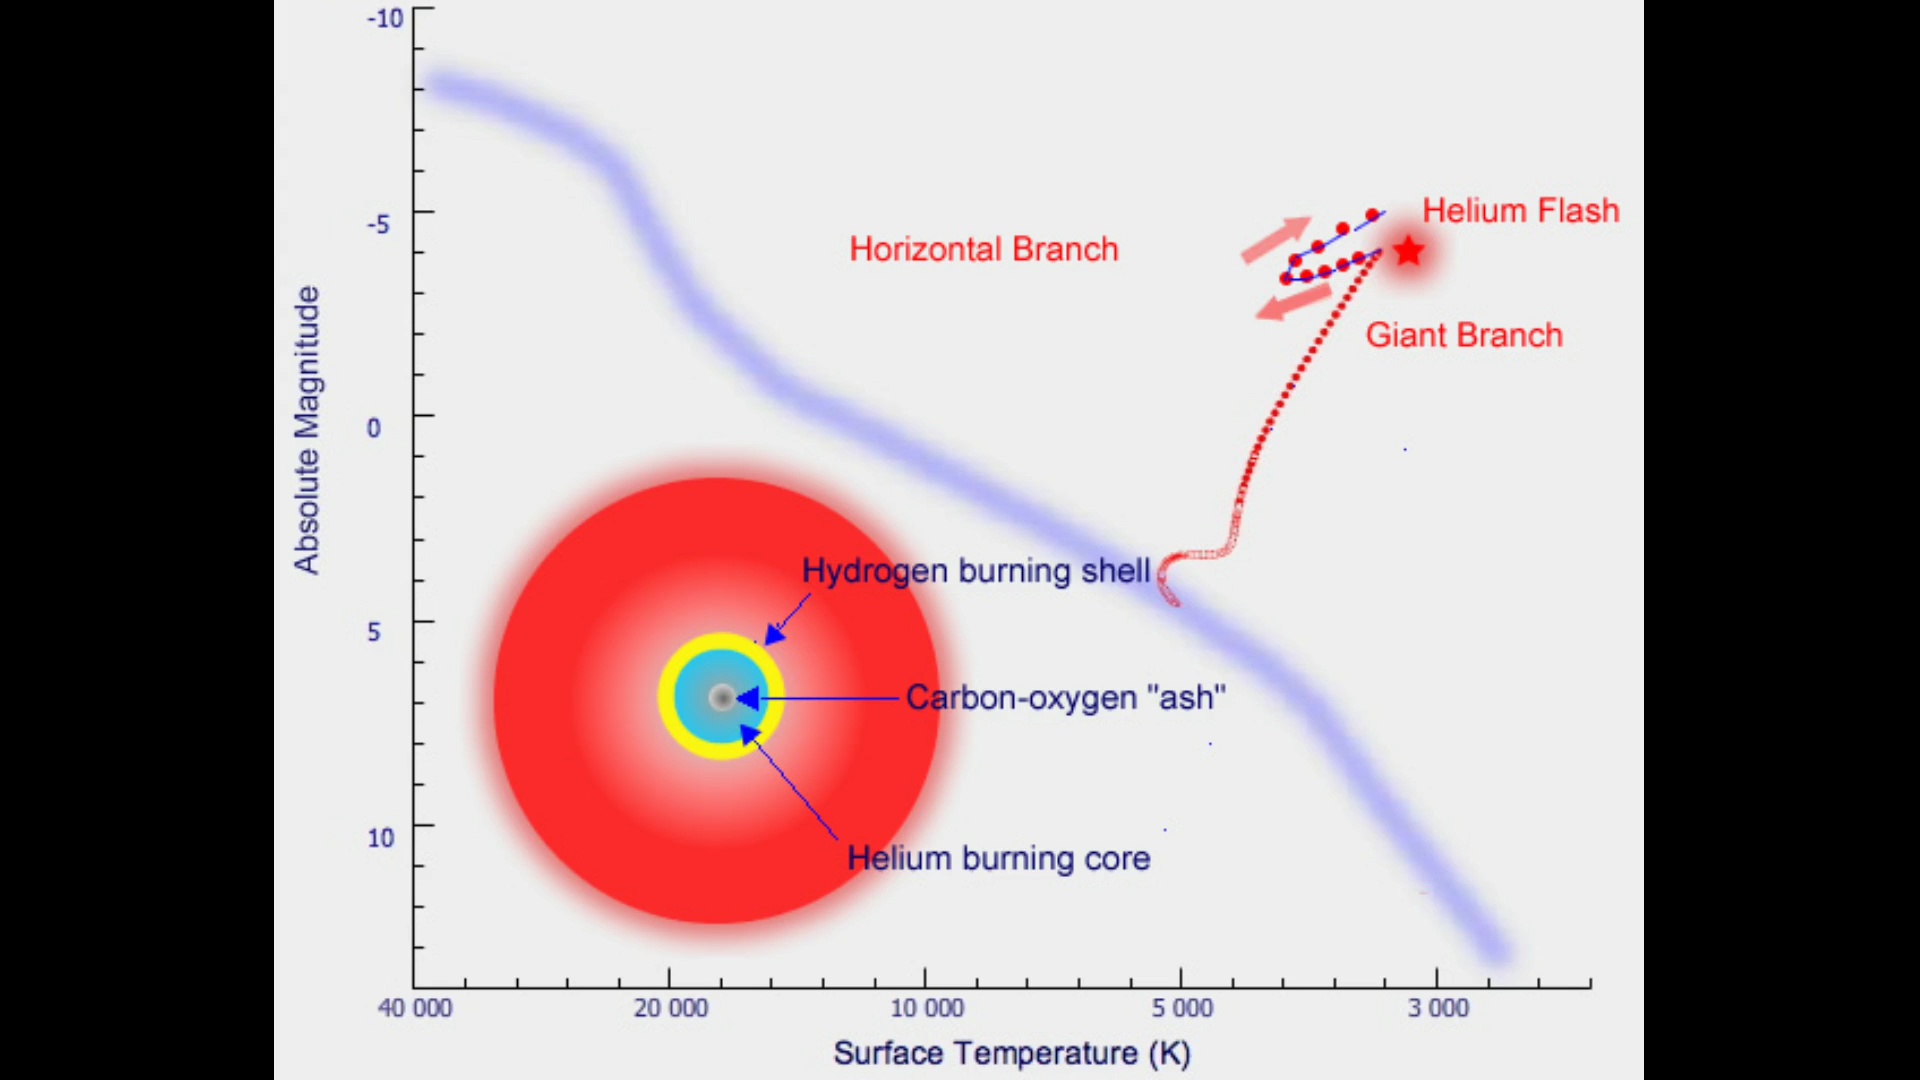 -10
-5
0
5
10
Absolute Magnitude
Helium Flash
Horizontal Branch
Giant Branch
Hydrogen burning shell
Carbon-oxygen "ash"
Helium burning core
40 000 20 000 10 000 5 000 3 000
Surface Temperature (K)